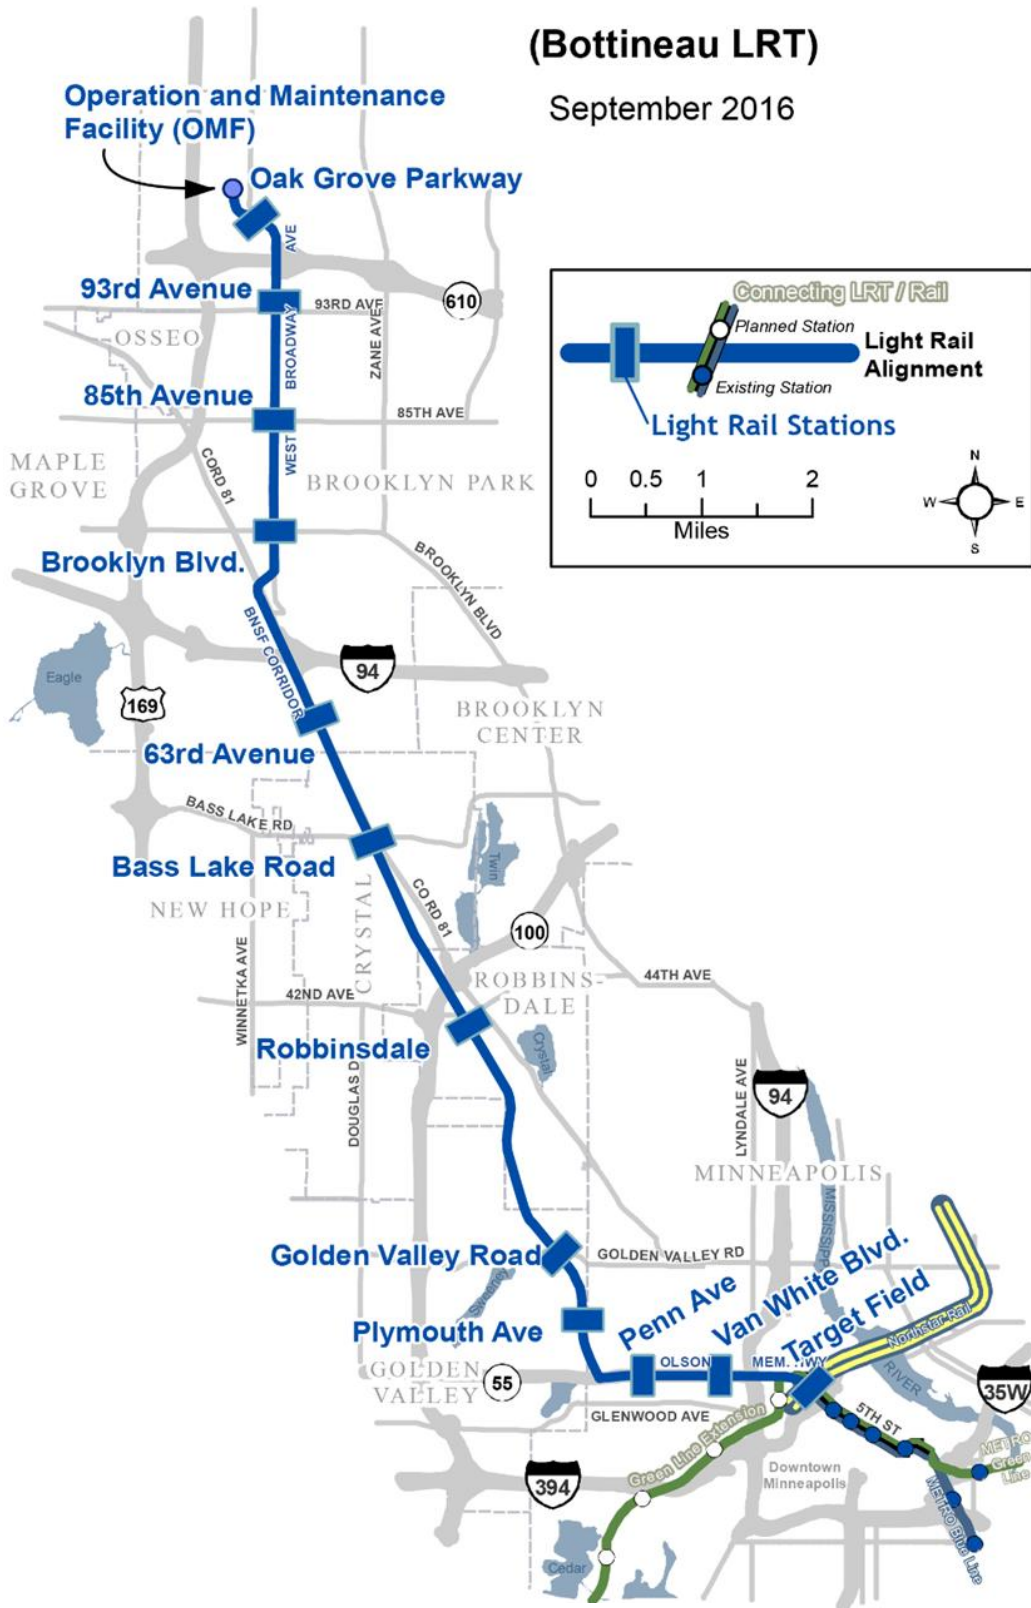 (Bottineau LRT)
September 2016
Operation and Maintenance
Facility (OMF)
Oak Grove Parkway
AVE
93rd Avenue
93RD AVE
610
OSSEO
BROADWAY
ZANE AVE
Connecting LRT / Rail
Planned Station
Light Rail
Alignment
Existing Station
Light Rail Stations
0 0.5 1 2
Miles
N
W E
S
85th Avenue
85TH AVE
WEST
CORD 81
MAPLE
GROVE
BROOKLYN PARK
Brooklyn Blvd.
BROOKLYN BLVD
BNSF CORRIDOR
94
Eagle
169
BROOKLYN
CENTER
63rd Avenue
BASS LAKE RD
Bass Lake Road
Twin
NEW HOPE
CRYSTAL
CO RD 81
100
WINNETKA AVE
42ND AVE
ROBBINS-
DALE
44TH AVE
Robbinsdale
Crystal
DOUGLAS D
LYNDALE AVE
94
MINNEAPOLIS
MISSISSIPPI
RIVER
Golden Valley Road
GOLDEN VALLEY RD
Sweeney
Plymouth Ave
Penn Ave
Van White Blvd.
Target Field
Northstar Rail
GOLDEN
VALLEY
55
OLSON
MEM. HWY
GLENWOOD AVE
35W
5TH ST
Green Line Extension
METRO
Green
Line
Downtown
Minneapolis
394
METRO Blue Line
Cedar